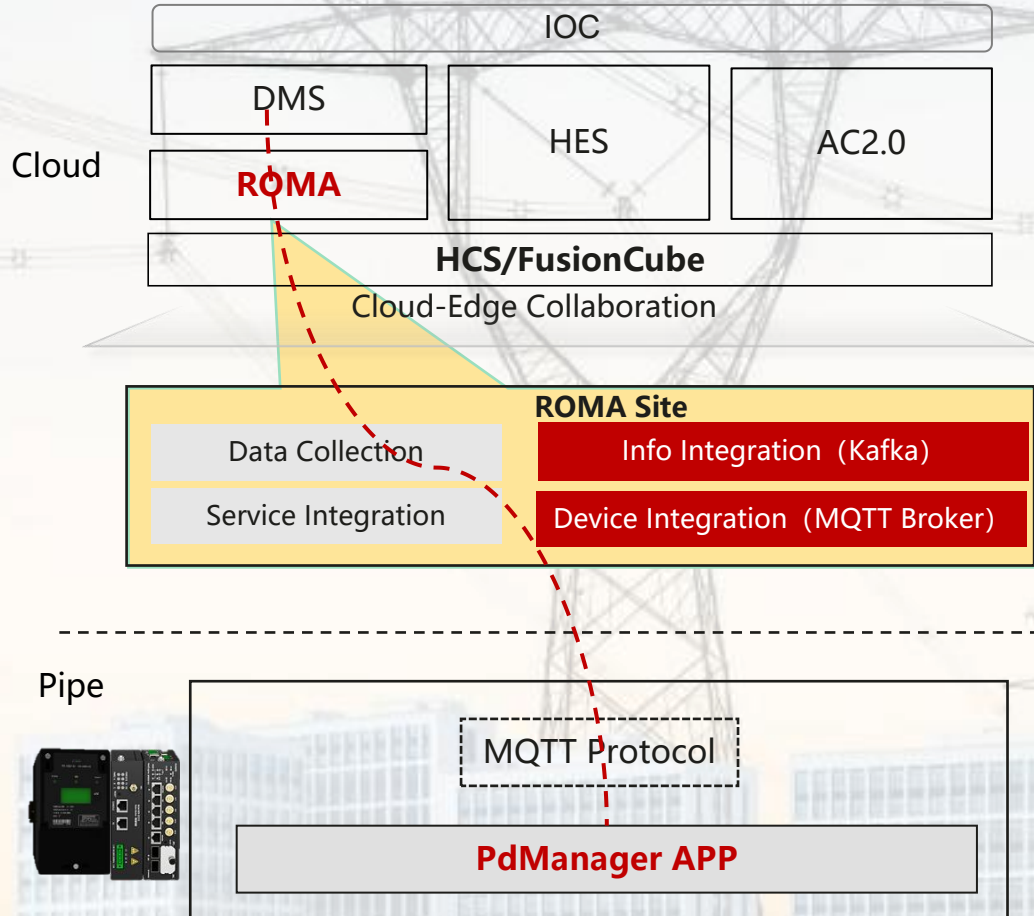 IOC
DMS
HES
AC2.0
Cloud
ROMA
HCS/FusionCube
Cloud-Edge Collaboration
ROMA Site
Data Collection
Info Integration（Kafka）
Service Integration
Device Integration（MQTT Broker）
Pipe
MQTT Protocol
PdManager APP